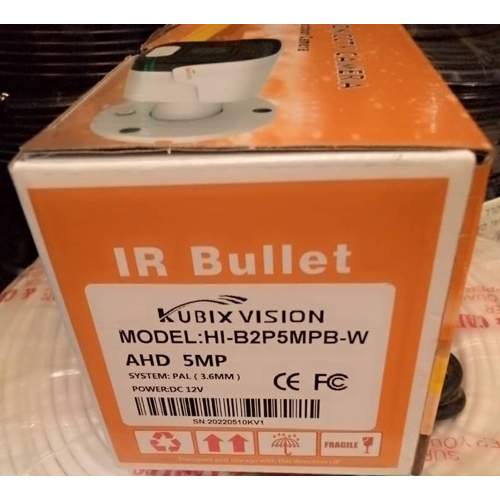 CAMERA
IR Bullet
KUBIX VISION
MODEL:HI-B2P5MPB-W
AHD 5MP
SYSTEM: PAL ( 3.6MM )
POWER:DC 12V
CE FC
SN:20220510KV1
FRAGILE